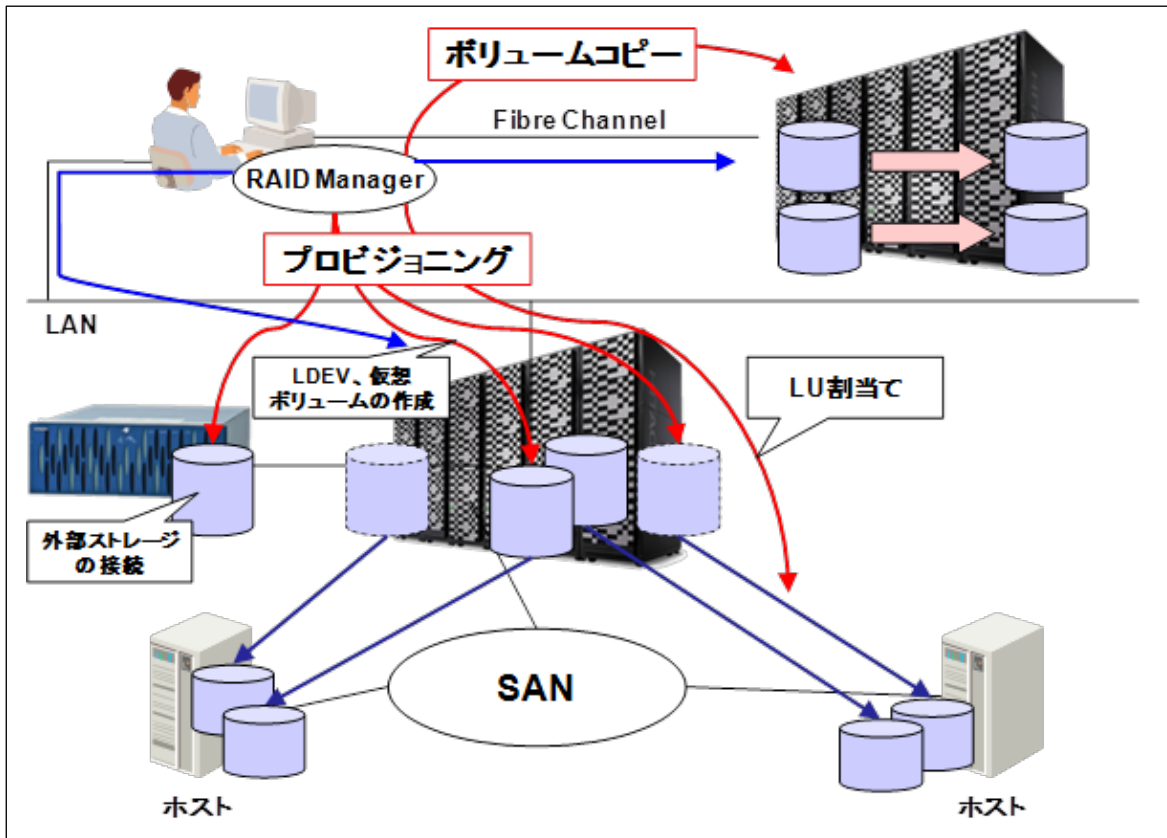 ボリュームコピー
Fibre Channel
RAID Manager
プロビジョニング
LAN
LDEV、仮想
ボリュームの作成
LU割当て
外部ストレージ
の接続
SAN
ホスト
ホスト